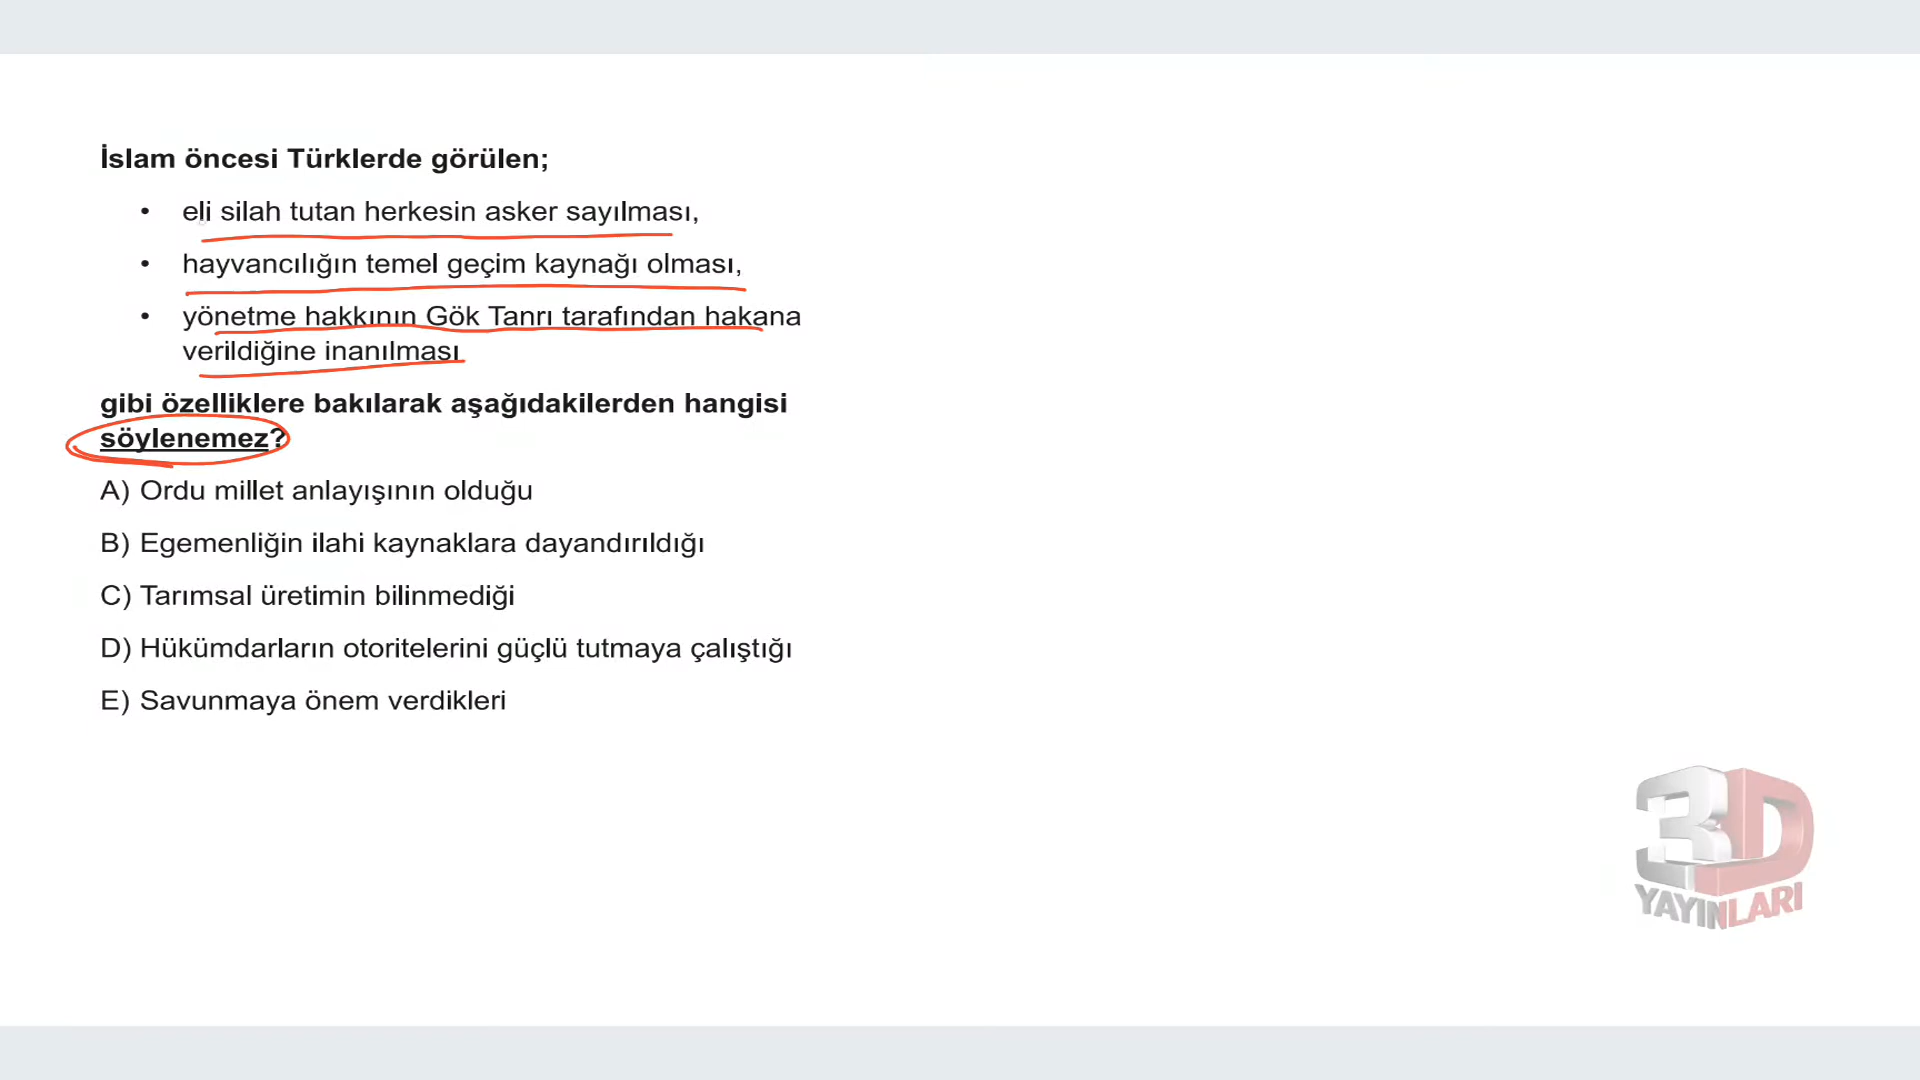 İslam öncesi Türklerde görülen;
• eli silah tutan herkesin asker sayılması,
• hayvancılığın temel geçim kaynağı olması,
• yönetme hakkının Gök Tanrı tarafından hakana
verildiğine inanılması
gibi özelliklere bakılarak aşağıdakilerden hangisi
söylenemez?
A) Ordu millet anlayışının olduğu
B) Egemenliğin ilahi kaynaklara dayandırıldığı
C) Tarımsal üretimin bilinmediği
D) Hükümdarların otoritelerini güçlü tutmaya çalıştığı
E) Savunmaya önem verdikleri
3D
YAYINLARI